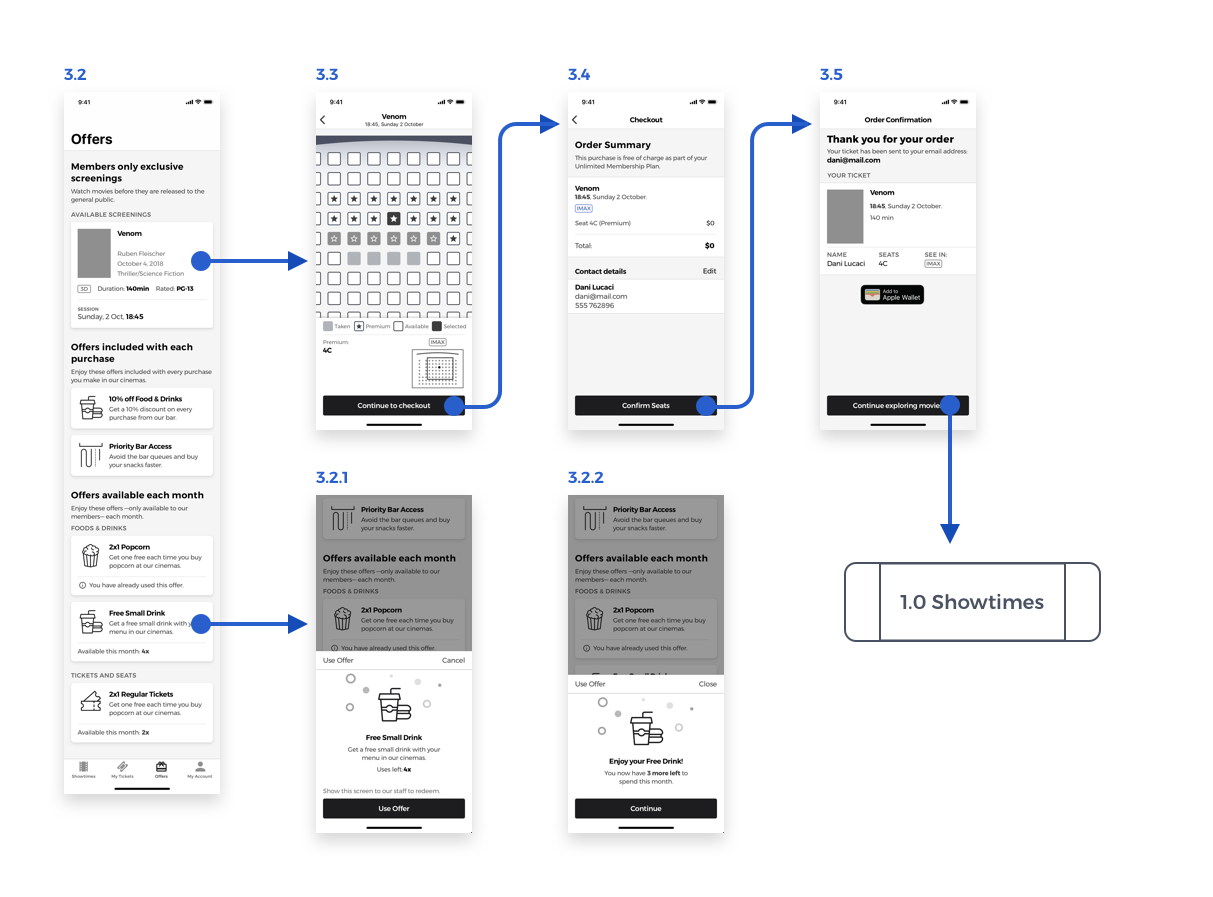 3.2
9:41
Offers
Members only exclusive
screenings
Watch movies before they are released to the
general public.
AVAILABLE SCREENINGS
Venom
Ruben Fleischer
October 4, 2018
Thriller/Science Fiction
3D Duration: 140min Rated: PG-13
SESSION
Sunday, 2 Oct, 18:45
Offers included with each
purchase
Enjoy these offers included with every purchase
you make in our cinemas.
10% off Food & Drinks
Get a 10% discount on every
purchase from our bar.
Priority Bar Access
Avoid the bar queues and buy
your snacks faster.
Offers available each month
Enjoy these offers —only available to our
members— each month.
FOODS & DRINKS
2x1 Popcorn
Get one free each time you buy
popcorn at our cinemas.
You have already used this offer.
Free Small Drink
Get a free small drink with
menu in our cinemas.
Available this month: 4x
TICKETS AND SEATS
2x1 Regular Tickets
Get one free each time you buy
popcorn at our cinemas.
Available this month: 2x
Showtimes My Tickets Offers My Account
3.3
9:41
Venom
18:45, Sunday 2 October
Taken Premium Available Selected
Premium:
4C
IMAX
Continue to checkout
3.4
9:41
Checkout
Order Summary
This purchase is free of charge as part of your
Unlimited Membership Plan.
Venom
18:45, Sunday 2 October.
IMAX
Seat 4C (Premium) $0
Total: $0
Contact details Edit
Dani Lucaci
dani@mail.com
555 762896
Confirm Seats
3.5
9:41
Order Confirmation
Thank you for your order
Your ticket has been sent to your email address:
dani@mail.com
YOUR TICKET
Venom
18:45, Sunday 2 October.
140 min
NAME SEATS SEE IN:
Dani Lucaci 4C IMAX
Add to
Apple Wallet
Continue exploring movie
3.2.1
Priority Bar Access
Avoid the bar queues and buy
your snacks faster.
Offers available each month
Enjoy these offers —only available to our
members— each month.
FOODS & DRINKS
2x1 Popcorn
Get one free each time you buy
popcorn at our cinemas.
You have already used this offer.
Use Offer Cancel
Free Small Drink
Get a free small drink with your
menu in our cinemas.
Uses left:4x
Show this screen to our staff to redeem.
Use Offer
3.2.2
Priority Bar Access
Avoid the bar queues and buy
your snacks faster.
Offers available each month
Enjoy these offers —only available to our
members— each month.
FOODS & DRINKS
2x1 Popcorn
Get one free each time you buy
popcorn at our cinemas.
You have already used this offer.
Free Small Drink
Use Offer Close
Enjoy your Free Drink!
You now have 3 more left to
spend this month.
Continue
1.0 Showtimes